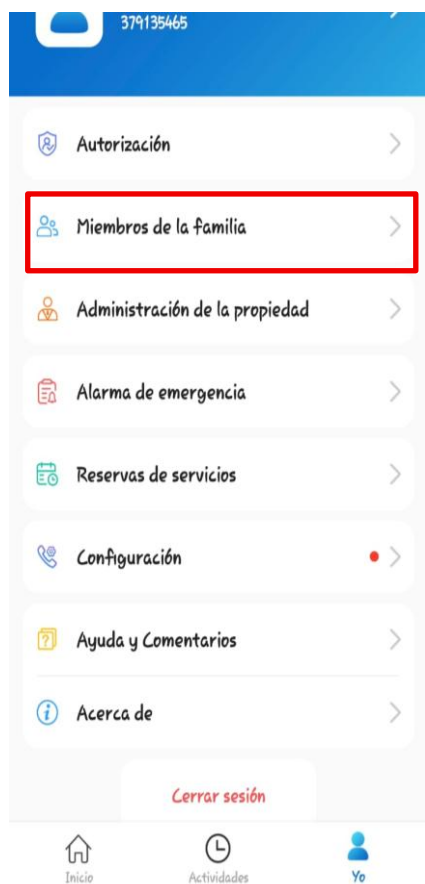 379135465
Autorización
Miembros de la familia
Administración de la propiedad
Alarma de emergencia
Reservas de servicios
Configuración
Ayuda y Comentarios
Acerca de
Cerrar sesión
Inicio
Actividades
Yo